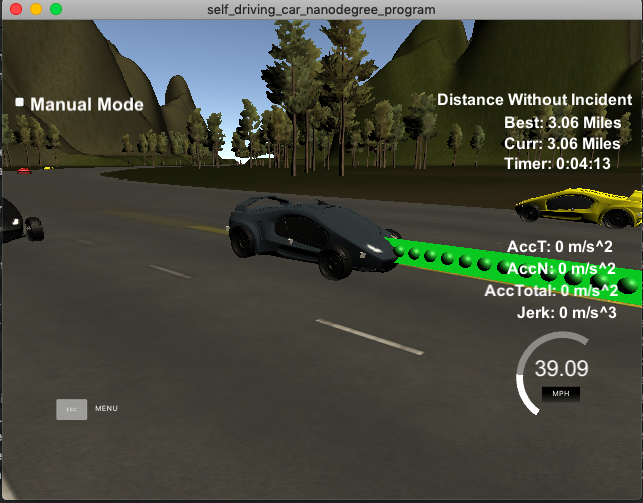 self_driving_car_nanodegree_program
Manual Mode
Distance Without Incident
Best: 3.06 Miles
Curr: 3.06 Miles
Timer: 0:04:13
AccT: 0 m/s^2
AccN: 0 m/s^2
AccTotal: 0 m/s^2
Jerk: 0 m/s^3
39.09
MPH
ESC MENU